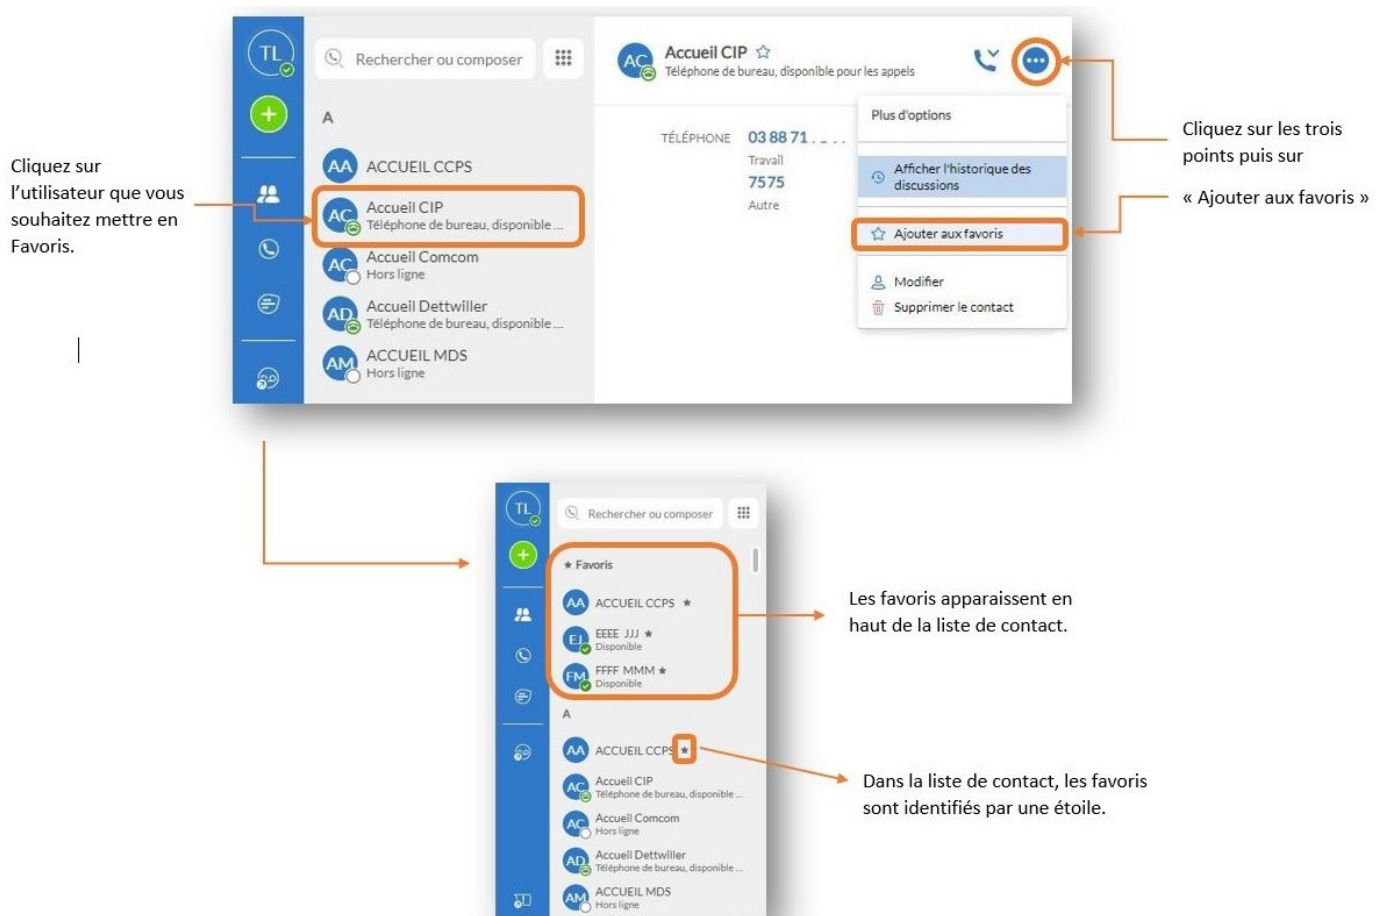 Cliquez sur
l'utilisateur que vous
souhaitez mettre en
Favoris.
TL
Rechercher ou composer
A
AA ACCUEIL CCPS
AC Accueil CIP
Téléphone de bureau, disponible ...
AC Accueil Comcom
Hors ligne
AD Accueil Dettwiller
Téléphone de bureau, disponible ...
AM ACCUEIL MDS
Hors ligne
AC Accueil CIP
Téléphone de bureau, disponible pour les appels
TÉLÉPHONE 03 88 71
Travail
7575
Autre
Plus d'options
Afficher l'historique des
discussions
Ajouter aux favoris
Modifier
Supprimer le contact
Cliquez sur les trois
points puis sur
« Ajouter aux favoris »
TL
Rechercher ou composer
★ Favoris
AA ACCUEIL CCPS ★
EJ EEEE JJJ ★
Disponible
FM FFFF MMM ★
Disponible
A
AA ACCUEIL CCPS ★
AC Accueil CIP
Téléphone de bureau, disponible ...
AC Accueil Comcom
Hors ligne
AD Accueil Dettwiller
Téléphone de bureau, disponible ...
AM ACCUEIL MDS
Hors ligne
Les favoris apparaissent en
haut de la liste de contact.
Dans la liste de contact, les favoris
sont identifiés par une étoile.